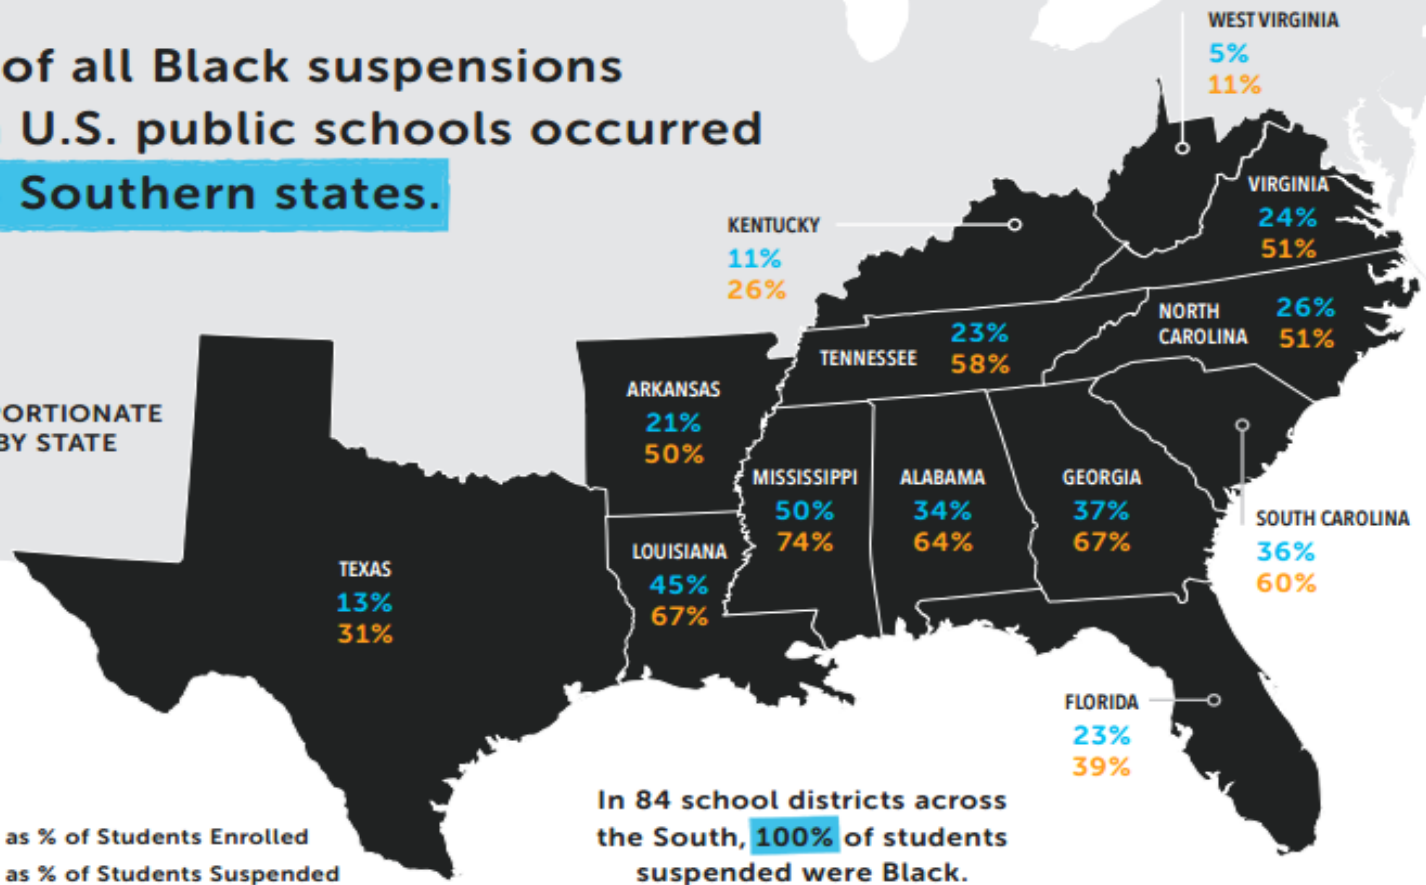 of all Black suspensions
U.S. public schools occurred
Southern states.
PORTIONATE
BY STATE
WEST VIRGINIA
5%
11%
VIRGINIA
24%
51%
KENTUCKY
11%
26%
NORTH
CAROLINA
26%
51%
TENNESSEE
23%
58%
ARKANSAS
21%
50%
MISSISSIPPI
50%
74%
ALABAMA
34%
64%
GEORGIA
37%
67%
SOUTH CAROLINA
36%
60%
LOUISIANA
45%
67%
TEXAS
13%
31%
FLORIDA
23%
39%
as % of Students Enrolled
as % of Students Suspended
In 84 school districts across
the South, 100% of students
suspended were Black.